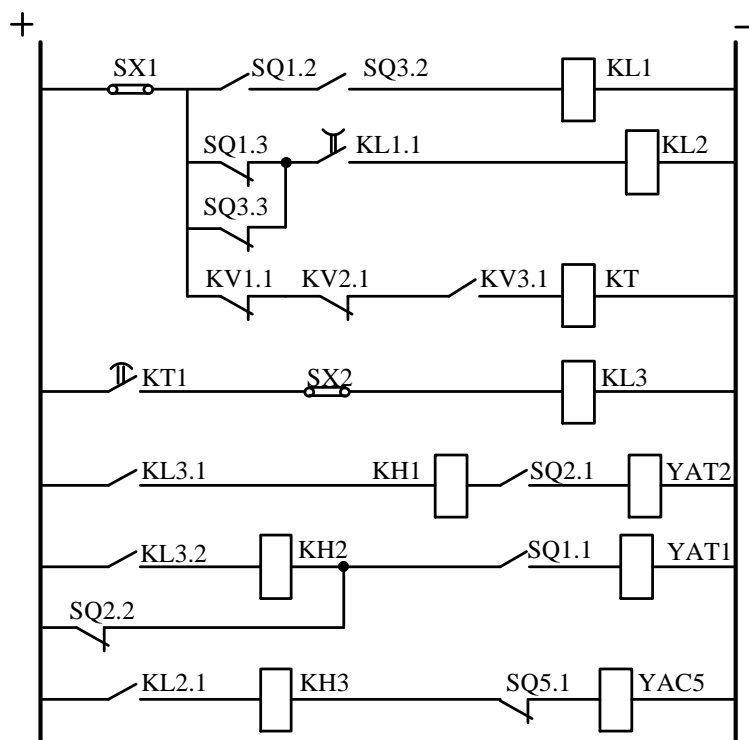 + −
SX1 SQ1.2 SQ3.2 KL1
SQ1.3 KL1.1 KL2
SQ3.3
KV1.1 KV2.1 KV3.1 KT
KT1 SX2 KL3
KL3.1 KH1 SQ2.1 YAT2
KL3.2 KH2 SQ1.1 YAT1
SQ2.2
KL2.1 KH3 SQ5.1 YAC5